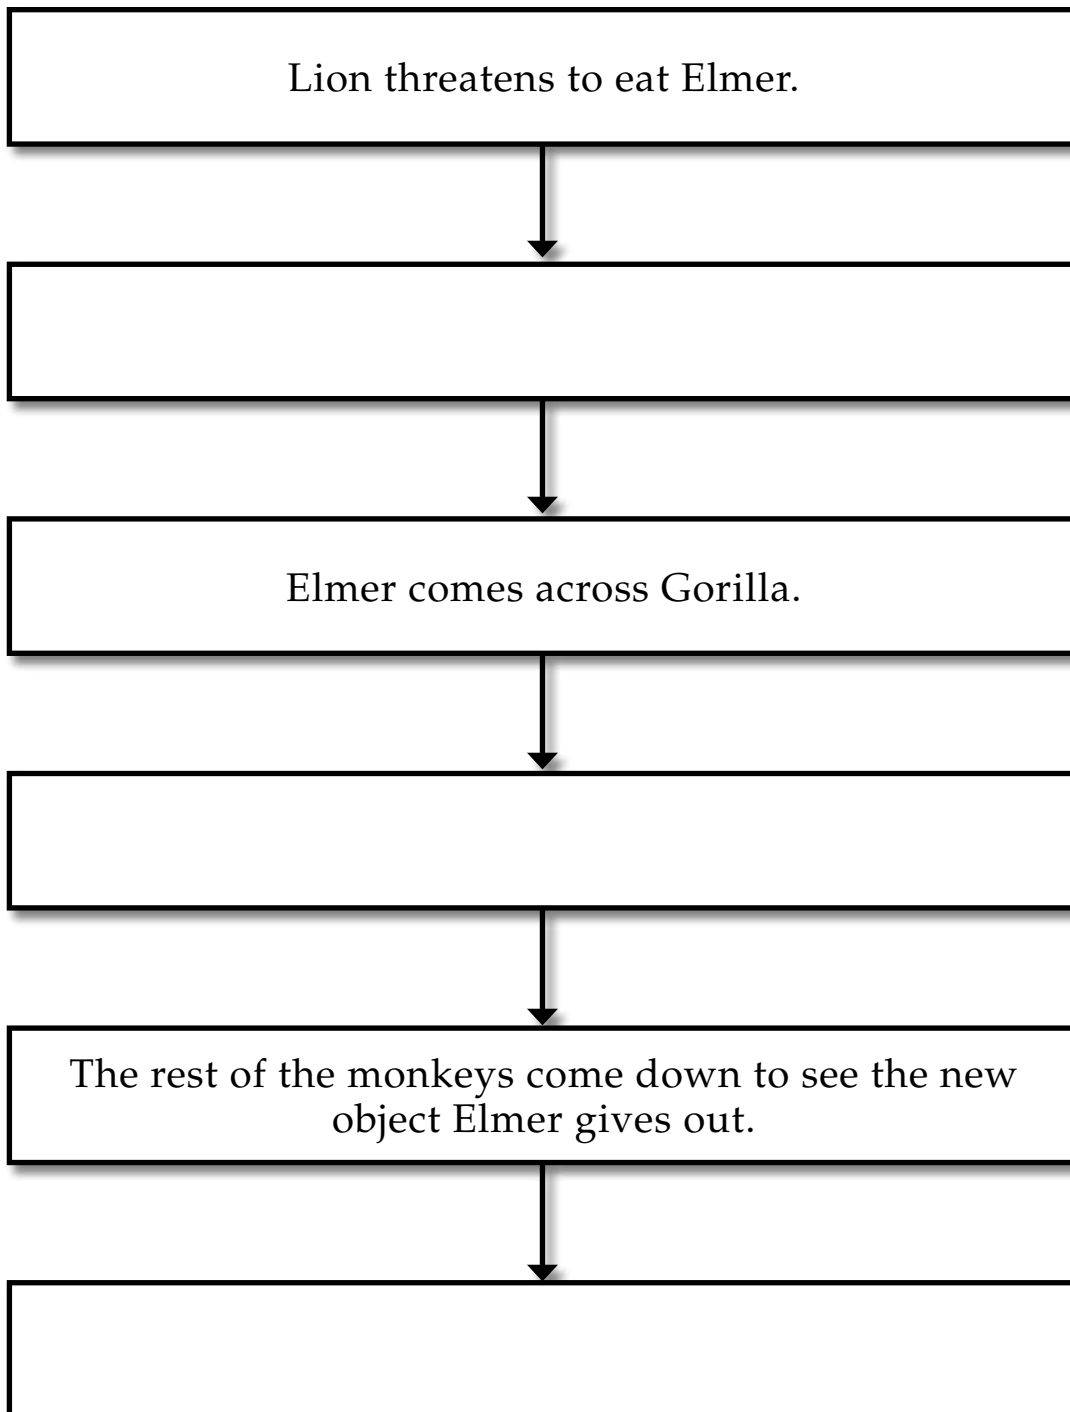 Lion threatens to eat Elmer.
Elmer comes across Gorilla.
The rest of the monkeys come down to see the new
object Elmer gives out.